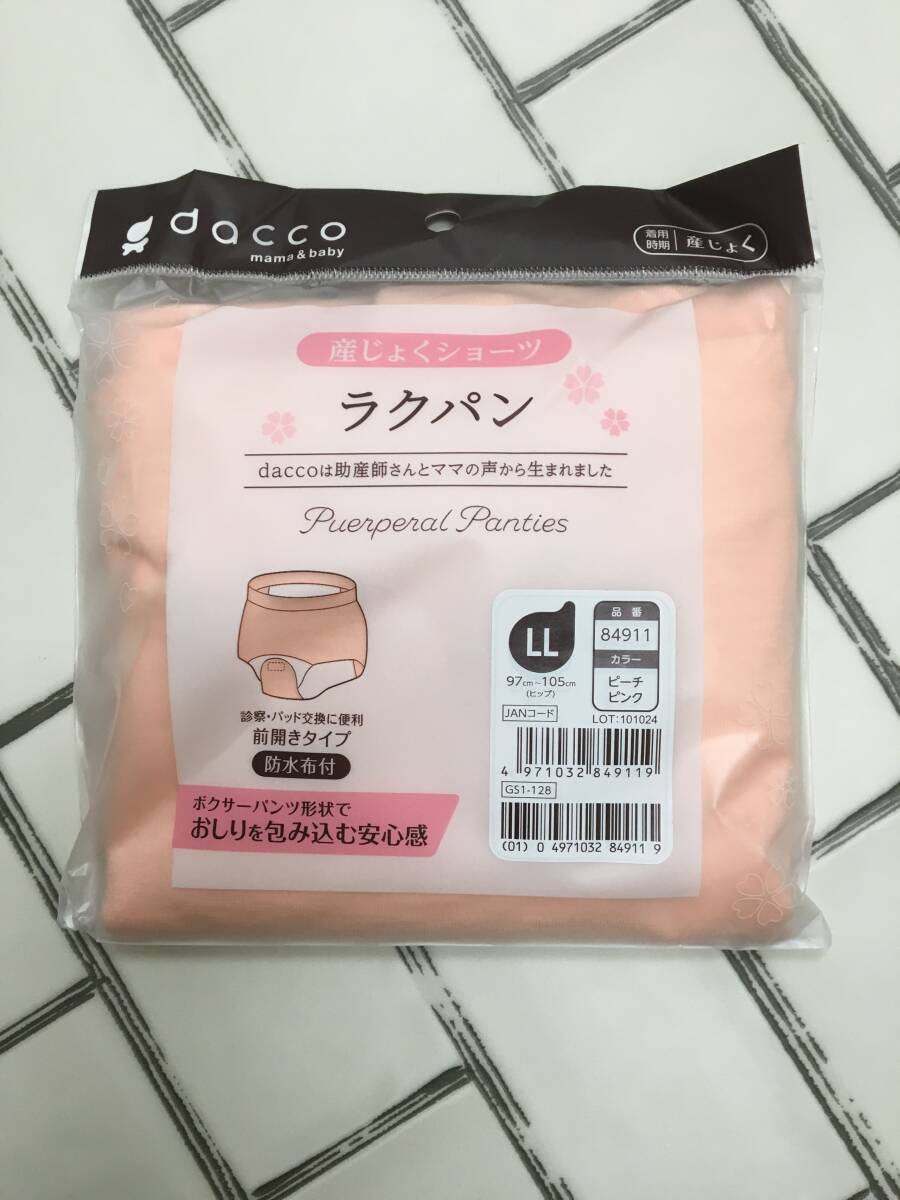 dacco
mama & baby
着用
時期
産じょく
産じょくショーツ
ラクパン
daccoは助産師さんとママの声から生まれました
Puerperal Panties
診察・パッド交換に便利
前開きタイプ
防水布付
ボクサーパンツ形状で
おしりを包み込む安心感
LL
97cm~105cm
(ヒップ)
品番
84911
カラー
ピーチ
ピンク
LOT:101024
JANコード
4 971032 849119
GS1-128
(01) 0 4971032 84911 9